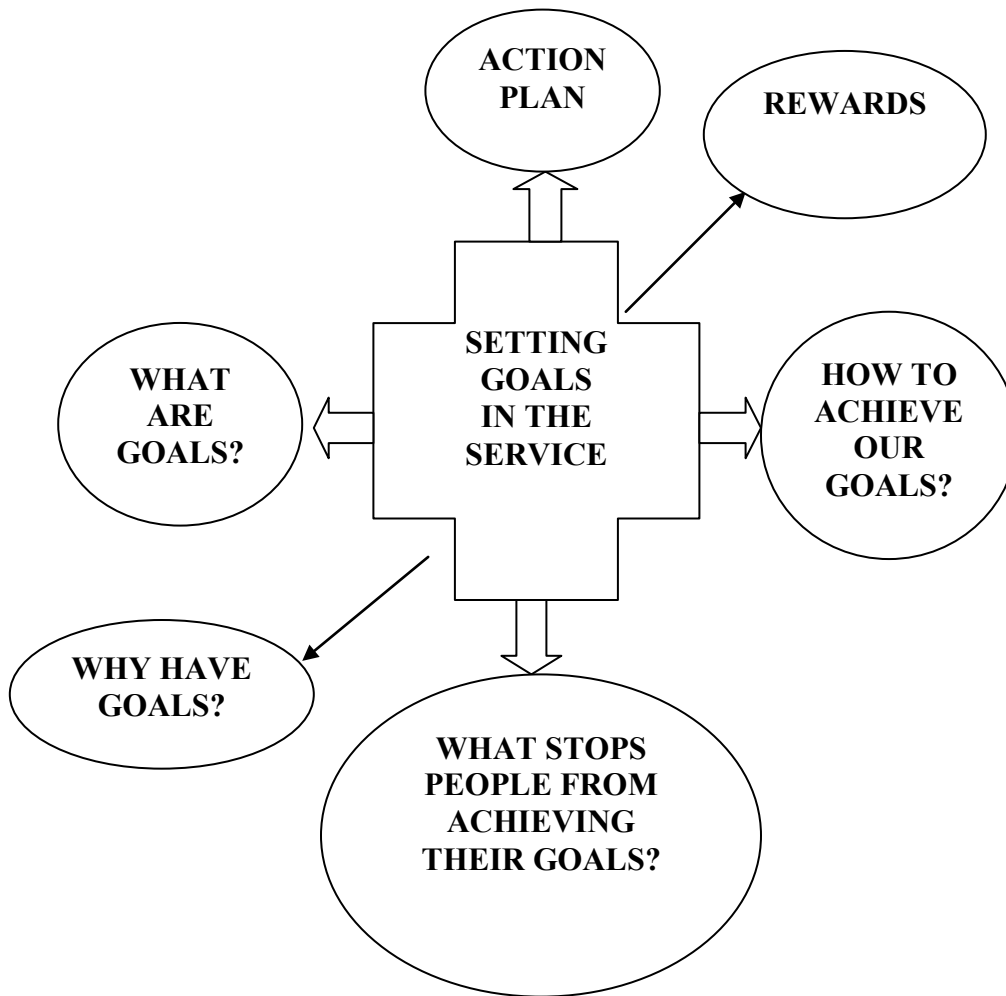 ACTION
PLAN
REWARDS
SETTING
GOALS
IN THE
SERVICE
WHAT
ARE
GOALS?
HOW TO
ACHIEVE
OUR
GOALS?
WHY HAVE
GOALS?
WHAT STOPS
PEOPLE FROM
ACHIEVING
THEIR GOALS?